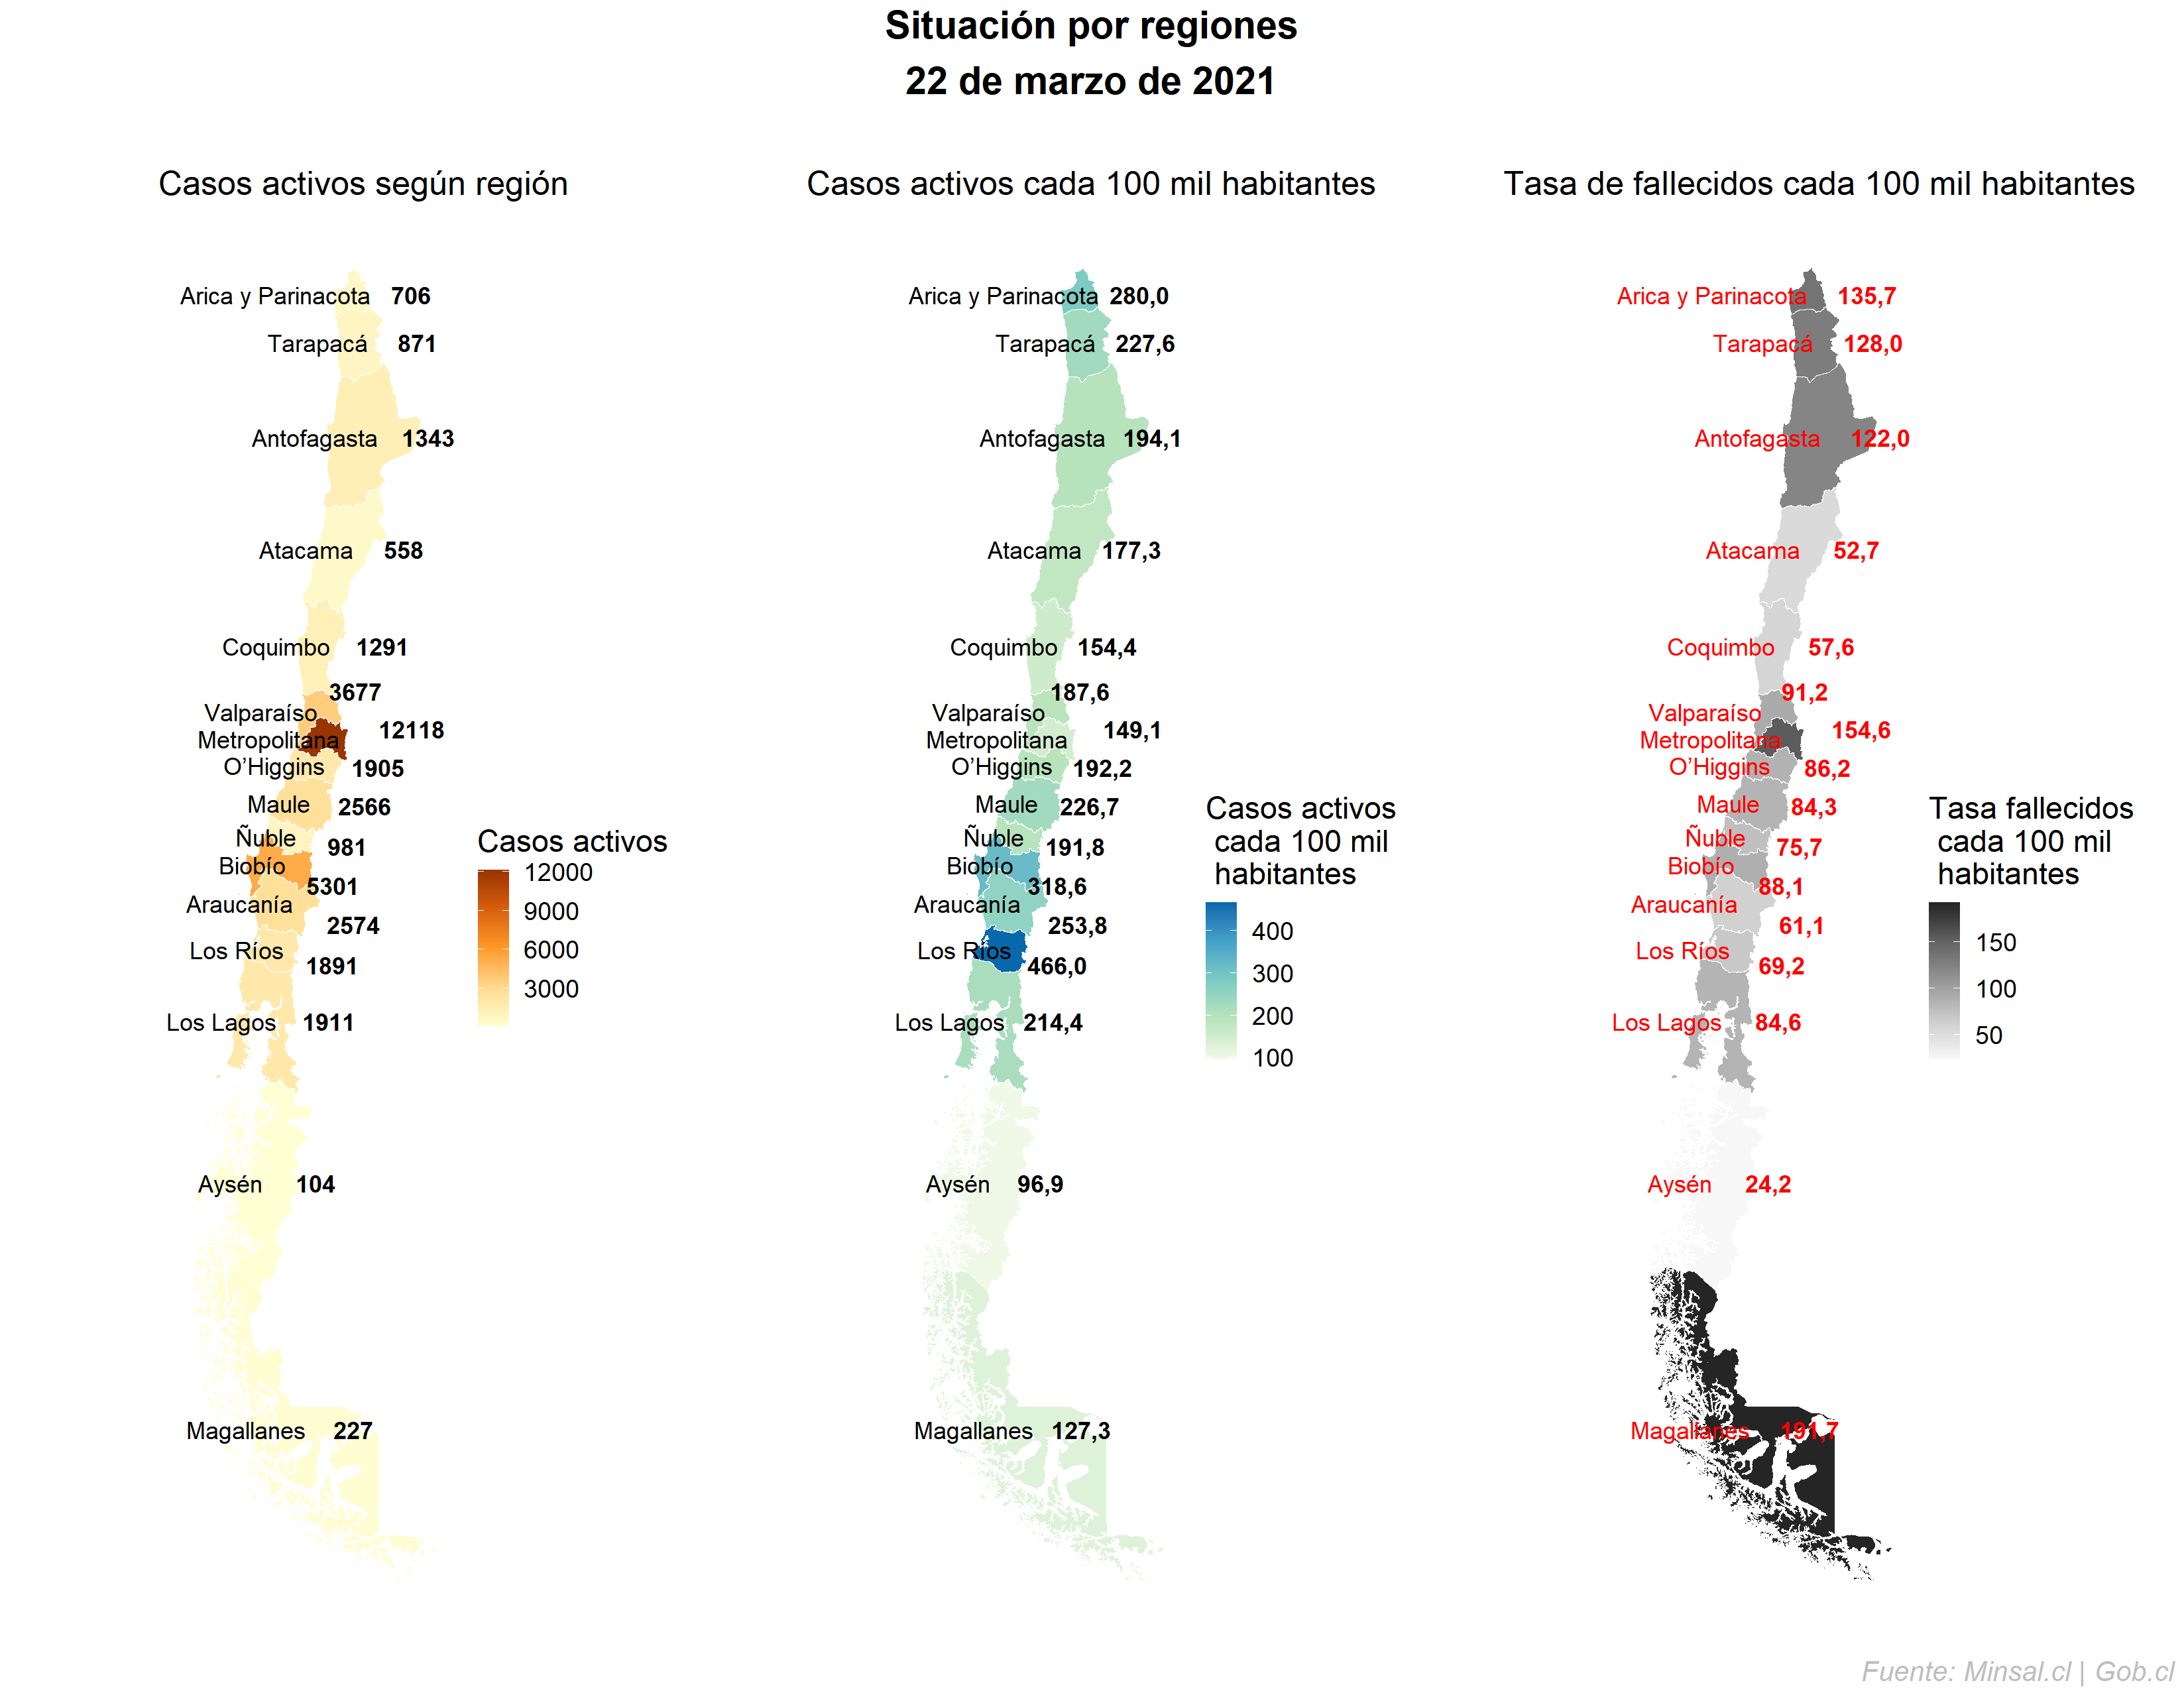 Situación por regiones
22 de marzo de 2021
Casos activos según región
Arica y Parinacota 706
Tarapacá 871
Antofagasta 1343
Atacama 558
Coquimbo 1291
3677
Valparaíso
12118
Metropolitana
O’Higgins 1905
Maule 2566
Ñuble 981
Biobío
5301
Araucanía
2574
Los Ríos
1891
Los Lagos 1911
Aysén 104
Magallanes 227
Casos activos
12000
9000
6000
3000
Casos activos cada 100 mil habitantes
Arica y Parinacota 280,0
Tarapacá 227,6
Antofagasta 194,1
Atacama 177,3
Coquimbo 154,4
187,6
Valparaíso
149,1
Metropolitana
O’Higgins 192,2
Maule 226,7
Ñuble 191,8
Biobío
318,6
Araucanía
253,8
Los Ríos
466,0
Los Lagos 214,4
Aysén 96,9
Magallanes 127,3
Casos activos
cada 100 mil
habitantes
400
300
200
100
Tasa de fallecidos cada 100 mil habitantes
Arica y Parinacota 135,7
Tarapacá 128,0
Antofagasta 122,0
Atacama 52,7
Coquimbo 57,6
91,2
Valparaíso
154,6
Metropolitana
O’Higgins 86,2
Maule 84,3
Ñuble 75,7
Biobío
88,1
Araucanía
61,1
Los Ríos
69,2
Los Lagos 84,6
Aysén 24,2
Magallanes 191,7
Tasa fallecidos
cada 100 mil
habitantes
150
100
50
Fuente: Minsal.cl | Gob.cl